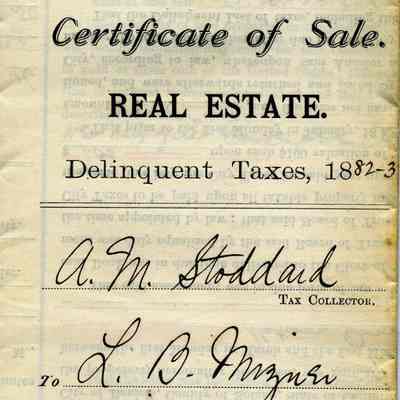 Certificate of Sale.
REAL ESTATE.
Delinquent Taxes, 1882-3
A. M. Stoddard
TAX COLLECTOR.
To L. B. Mizner